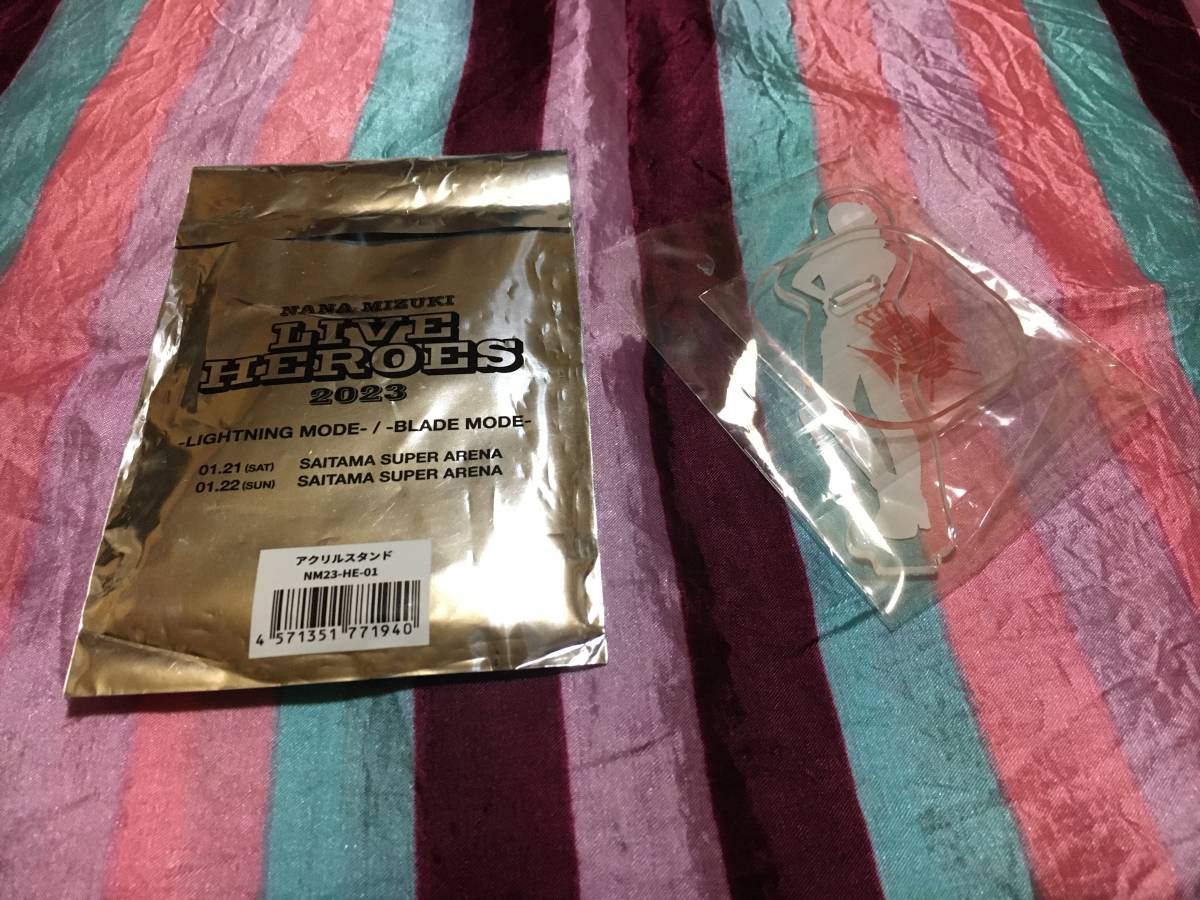 NANA MIZUKI
LIVE
HEROES
2023
-LIGHTNING MODE- / -BLADE MODE-
01.21 (SAT) SAITAMA SUPER ARENA
01.22 (SUN) SAITAMA SUPER ARENA
アクリルスタンド
NM23-HE-01
4 571351 771940